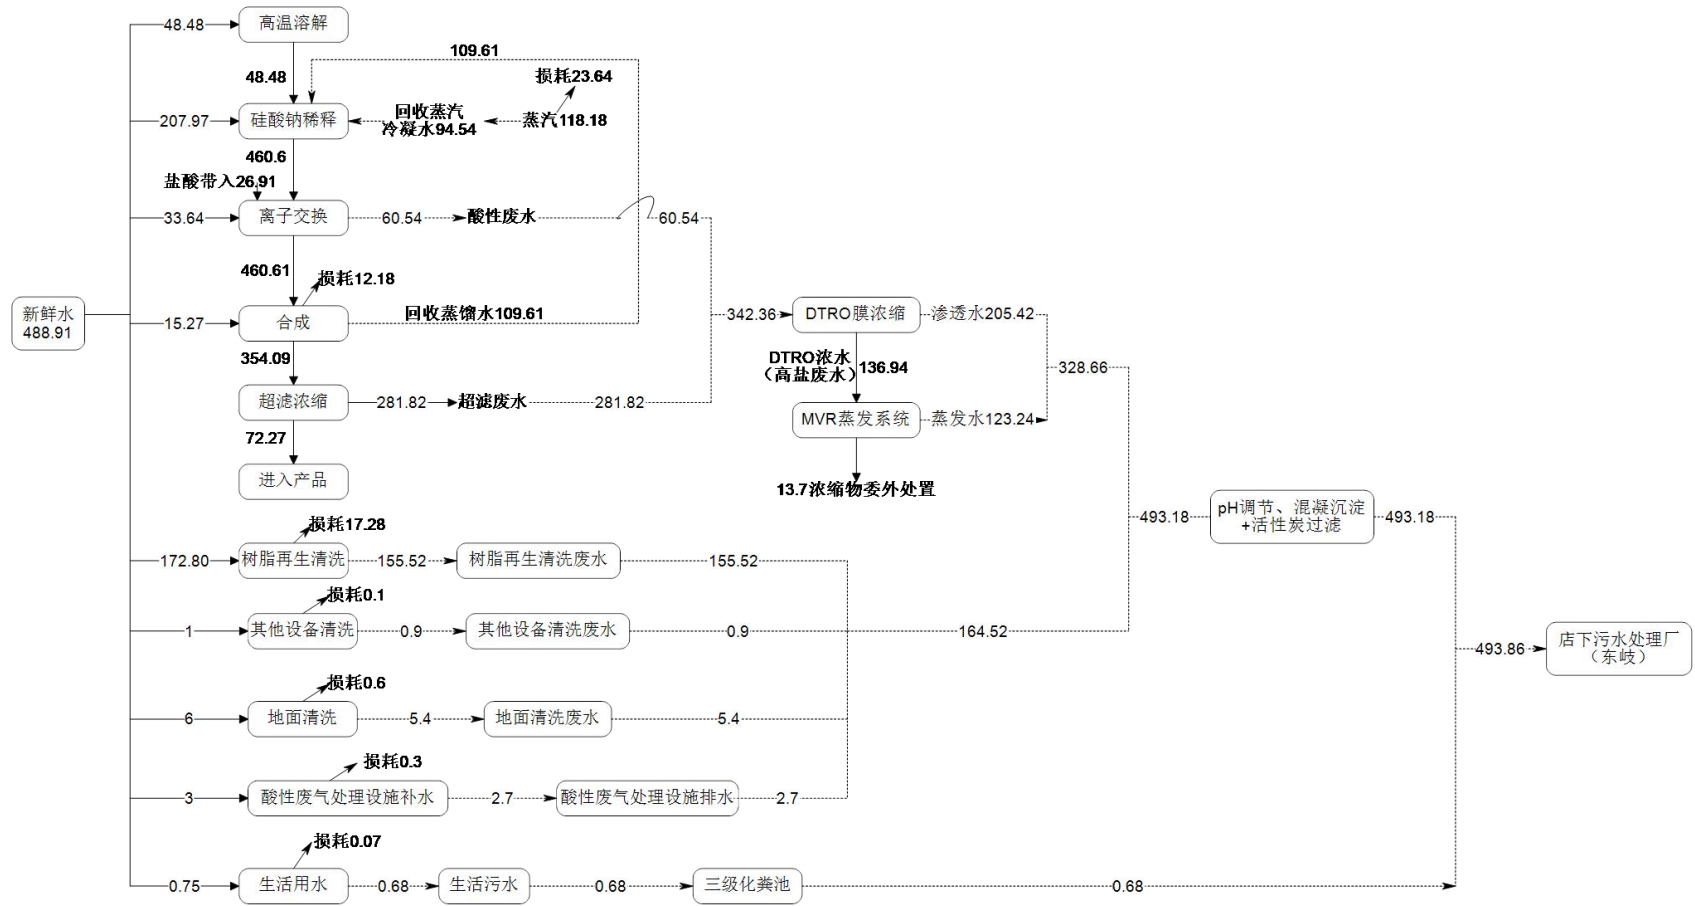 48.48
高温溶解
109.61
48.48
损耗23.64
207.97
硅酸钠稀释
回收蒸汽
冷凝水94.54
蒸汽118.18
460.6
盐酸带入26.91
33.64
离子交换
60.54
酸性废水
60.54
460.61
损耗12.18
新鲜水
488.91
15.27
合成
回收蒸馏水109.61
342.36
DTRO膜浓缩
渗透水205.42
354.09
DTRO浓水
（高盐废水）
136.94
328.66
超滤浓缩
281.82
超滤废水
281.82
MVR蒸发系统
蒸发水123.24
72.27
进入产品
13.7浓缩物委外处置
493.18
pH调节、混凝沉淀
+活性炭过滤
493.18
损耗17.28
172.80
树脂再生清洗
155.52
树脂再生清洗废水
155.52
损耗0.1
1
其他设备清洗
0.9
其他设备清洗废水
0.9
164.52
493.86
店下污水处理厂
（东岐）
损耗0.6
6
地面清洗
5.4
地面清洗废水
5.4
损耗0.3
3
酸性废气处理设施补水
2.7
酸性废气处理设施排水
2.7
损耗0.07
0.75
生活用水
0.68
生活污水
0.68
三级化粪池
0.68